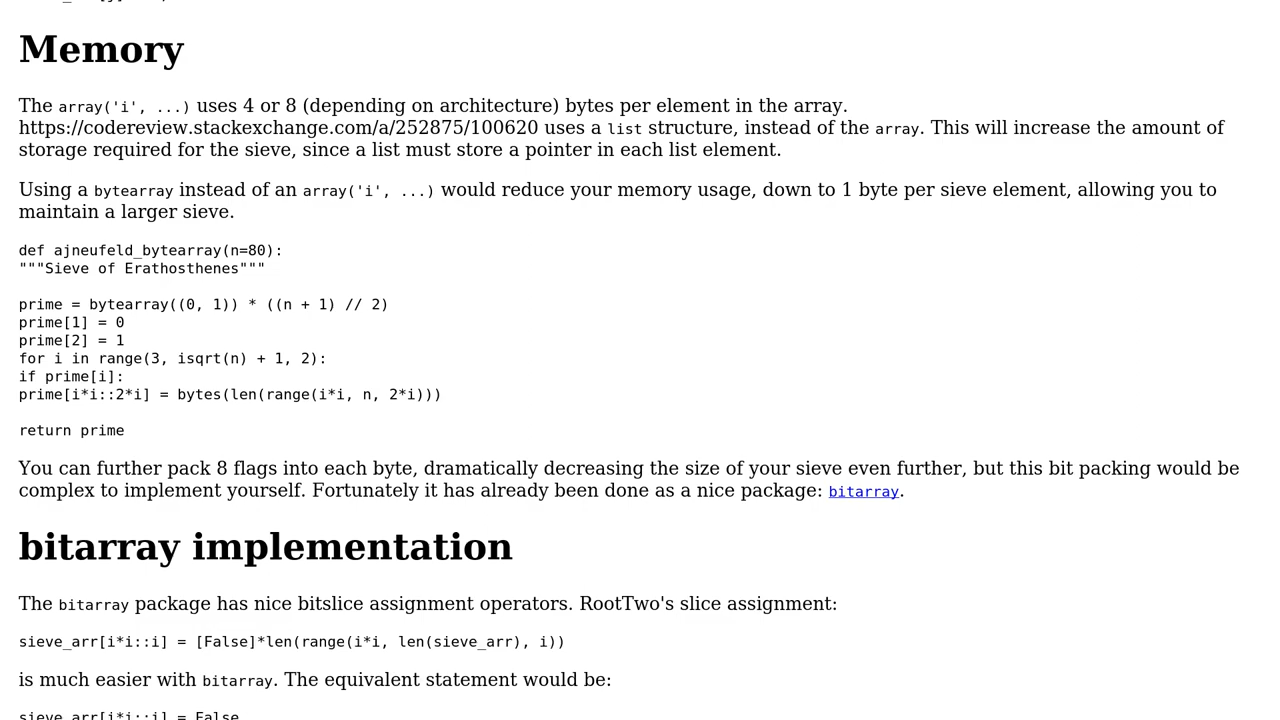 Memory
The array('i', ...) uses 4 or 8 (depending on architecture) bytes per element in the array.
https://codereview.stackexchange.com/a/252875/100620 uses a list structure, instead of the array. This will increase the amount of
storage required for the sieve, since a list must store a pointer in each list element.
Using a bytearray instead of an array('i', ...) would reduce your memory usage, down to 1 byte per sieve element, allowing you to
maintain a larger sieve.
def ajneufeld_bytearray(n=80):
"""Sieve of Erathosthenes"""
prime = bytearray((0, 1)) * ((n + 1) // 2)
prime[1] = 0
prime[2] = 1
for i in range(3, isqrt(n) + 1, 2):
if prime[i]:
prime[i*i::2*i] = bytes(len(range(i*i, n, 2*i)))
return prime
You can further pack 8 flags into each byte, dramatically decreasing the size of your sieve even further, but this bit packing would be
complex to implement yourself. Fortunately it has already been done as a nice package: bitarray.
bitarray implementation
The bitarray package has nice bitslice assignment operators. RootTwo's slice assignment:
sieve_arr[i*i::i] = [False]*len(range(i*i, len(sieve_arr), i))
is much easier with bitarray. The equivalent statement would be:
sieve_arr[i*i::i] = False